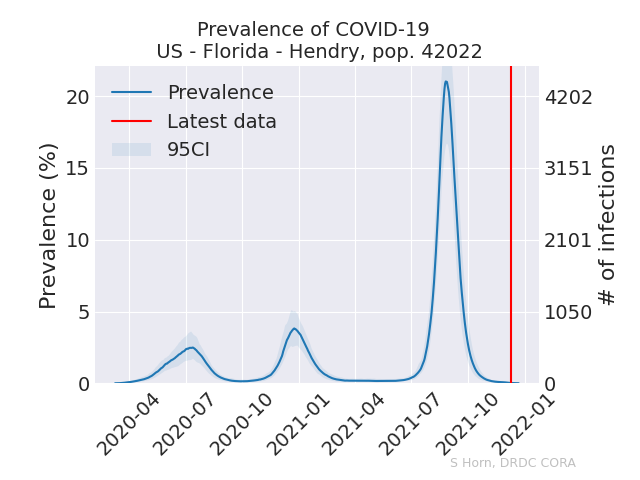 Prevalence of COVID-19
US - Florida - Hendry, pop. 42022
Prevalence
Latest data
95CI
Prevalence (%)
20
15
10
5
0
4202
3151
2101
1050
0
# of infections
2020-04
2020-07
2020-10
2021-01
2021-04
2021-07
2021-10
2022-01
S Horn, DRDC CORA